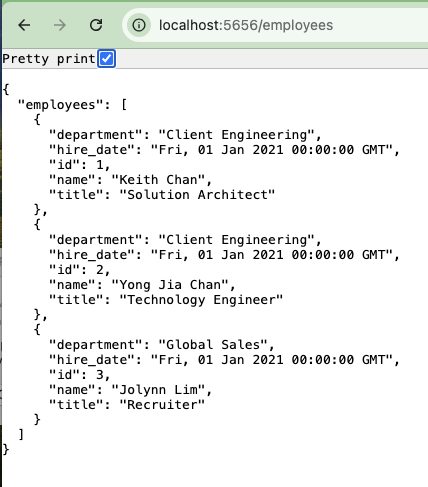 localhost:5656/employees
Pretty print
{
  "employees": [
    {
      "department": "Client Engineering",
      "hire_date": "Fri, 01 Jan 2021 00:00:00 GMT",
      "id": 1,
      "name": "Keith Chan",
      "title": "Solution Architect"
    },
    {
      "department": "Client Engineering",
      "hire_date": "Fri, 01 Jan 2021 00:00:00 GMT",
      "id": 2,
      "name": "Yong Jia Chan",
      "title": "Technology Engineer"
    },
    {
      "department": "Global Sales",
      "hire_date": "Fri, 01 Jan 2021 00:00:00 GMT",
      "id": 3,
      "name": "Jolynn Lim",
      "title": "Recruiter"
    }
  ]
}